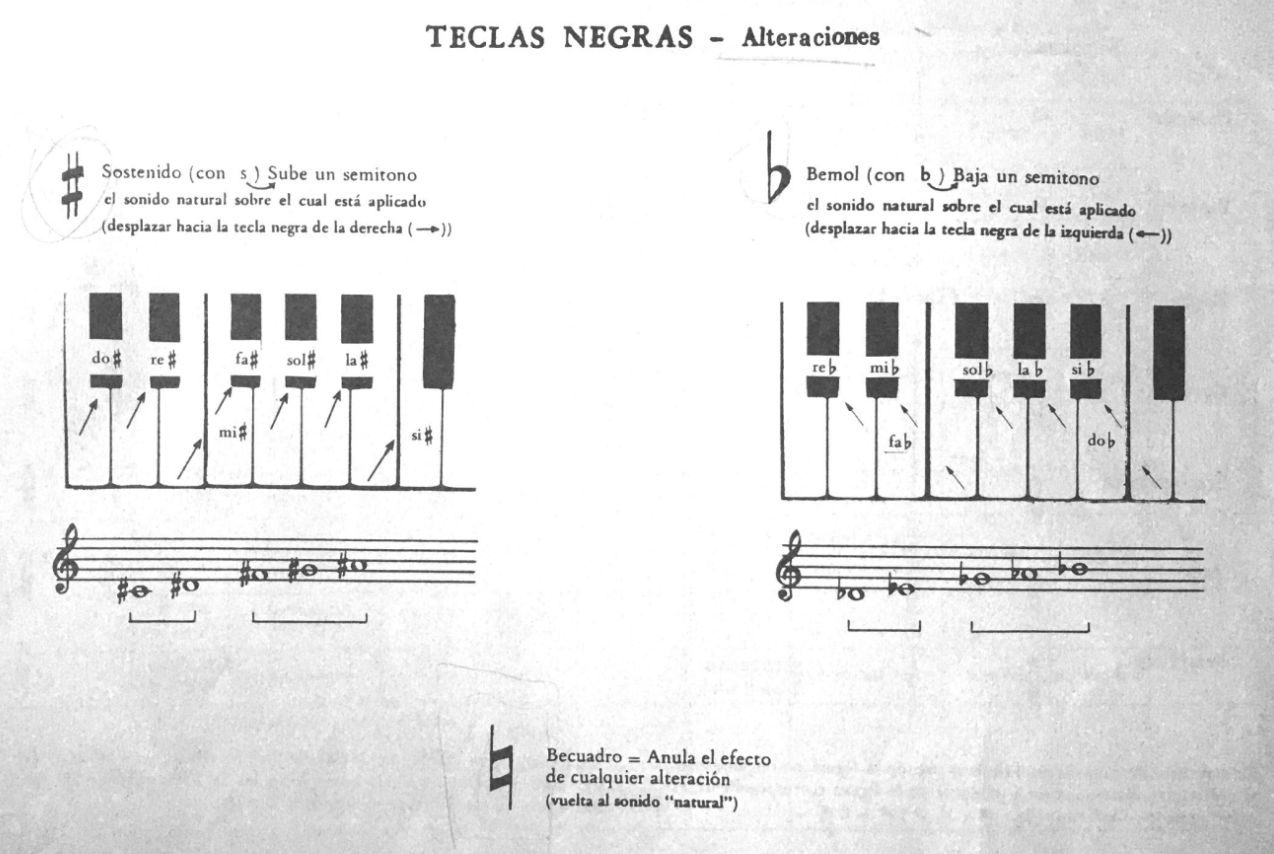 TECLAS NEGRAS - Alteraciones
♯ Sostenido (con s) Sube un semitono
el sonido natural sobre el cual está aplicado
(desplazar hacia la tecla negra de la derecha (→))
do♯ re♯ fa♯ sol♯ la♯
mi♯ si♯
♭ Bemol (con b) Baja un semitono
el sonido natural sobre el cual está aplicado
(desplazar hacia la tecla negra de la izquierda (←))
re♭ mi♭ sol♭ la♭ si♭
fa♭ do♭
♮ Becuadro = Anula el efecto
de cualquier alteración
(vuelta al sonido "natural")